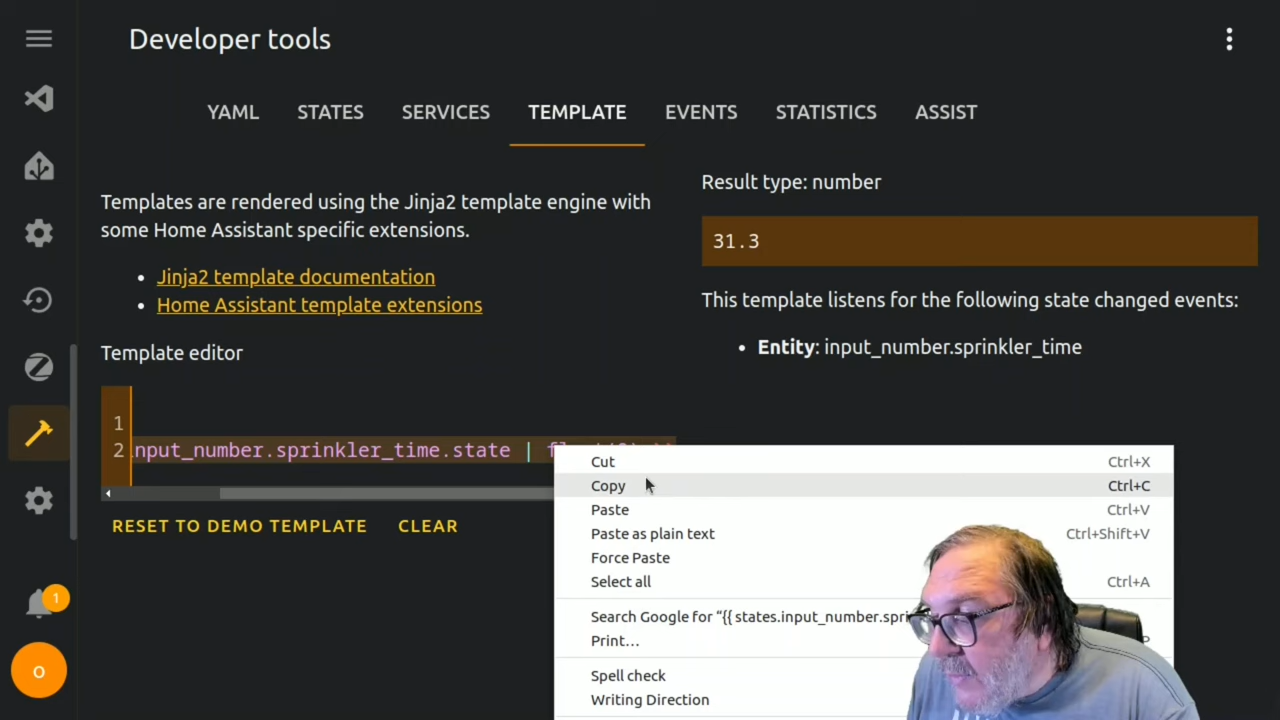 Developer tools
YAML STATES SERVICES TEMPLATE EVENTS STATISTICS ASSIST
Templates are rendered using the Jinja2 template engine with
some Home Assistant specific extensions.
• Jinja2 template documentation
• Home Assistant template extensions
Template editor
1
2 nput_number.sprinkler_time.state |
RESET TO DEMO TEMPLATE CLEAR
Result type: number
31.3
This template listens for the following state changed events:
• Entity: input_number.sprinkler_time
Cut Ctrl+X
Copy Ctrl+C
Paste Ctrl+V
Paste as plain text Ctrl+Shift+V
Force Paste
Select all Ctrl+A
Search Google for “{{ states.input_number.spri
Print… P
Spell check
Writing Direction
1
o